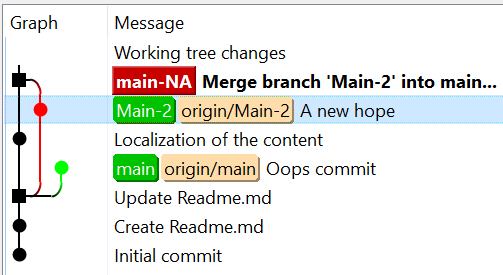 Graph Message
Working tree changes
main-NA Merge branch 'Main-2' into main...
Main-2 origin/Main-2 A new hope
Localization of the content
main origin/main Oops commit
Update Readme.md
Create Readme.md
Initial commit